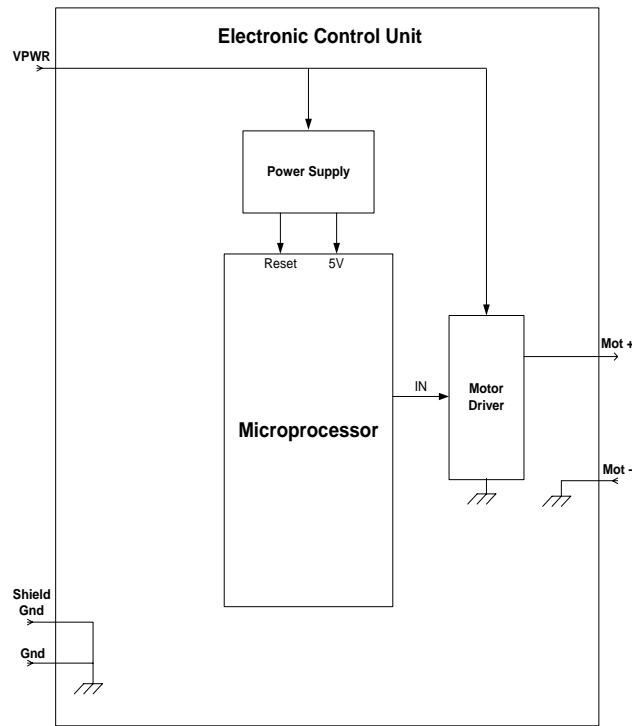 Electronic Control Unit
VPWR
Power Supply
Reset 5V
Mot +
IN
Motor
Driver
Microprocessor
Mot -
Shield
Gnd
Gnd